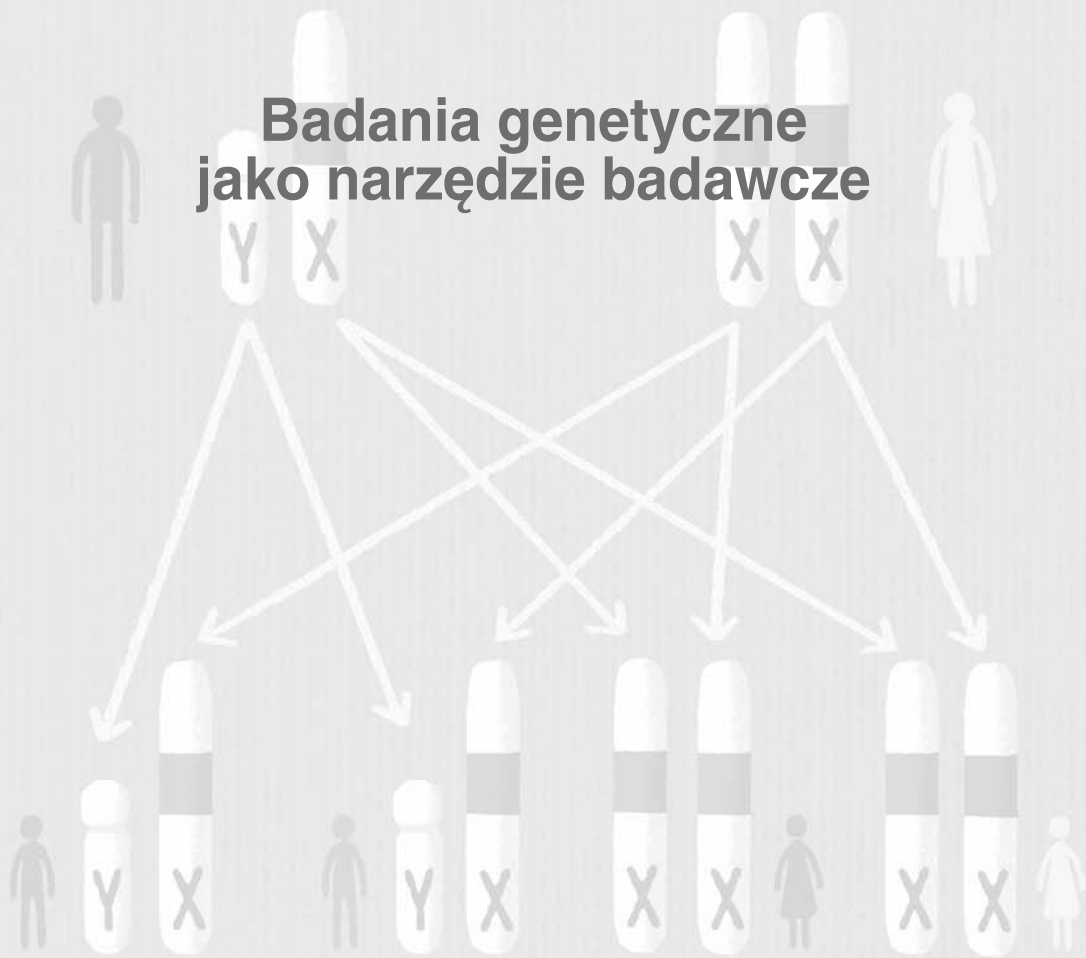 Badania genetyczne
jako narzędzie badawcze
Y X X X
Y X Y X X X X X